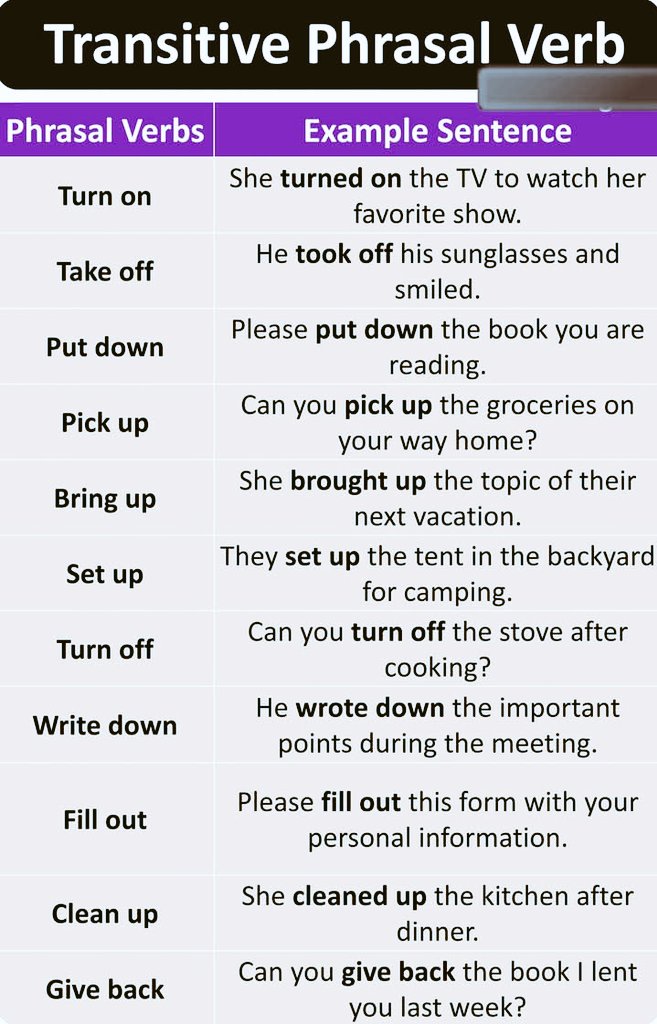 Transitive Phrasal Verb
Phrasal Verbs
Example Sentence
Turn on
She turned on the TV to watch her
favorite show.
Take off
He took off his sunglasses and
smiled.
Put down
Please put down the book you are
reading.
Pick up
Can you pick up the groceries on
your way home?
Bring up
She brought up the topic of their
next vacation.
Set up
They set up the tent in the backyard
for camping.
Turn off
Can you turn off the stove after
cooking?
Write down
He wrote down the important
points during the meeting.
Fill out
Please fill out this form with your
personal information.
Clean up
She cleaned up the kitchen after
dinner.
Give back
Can you give back the book I lent
you last week?